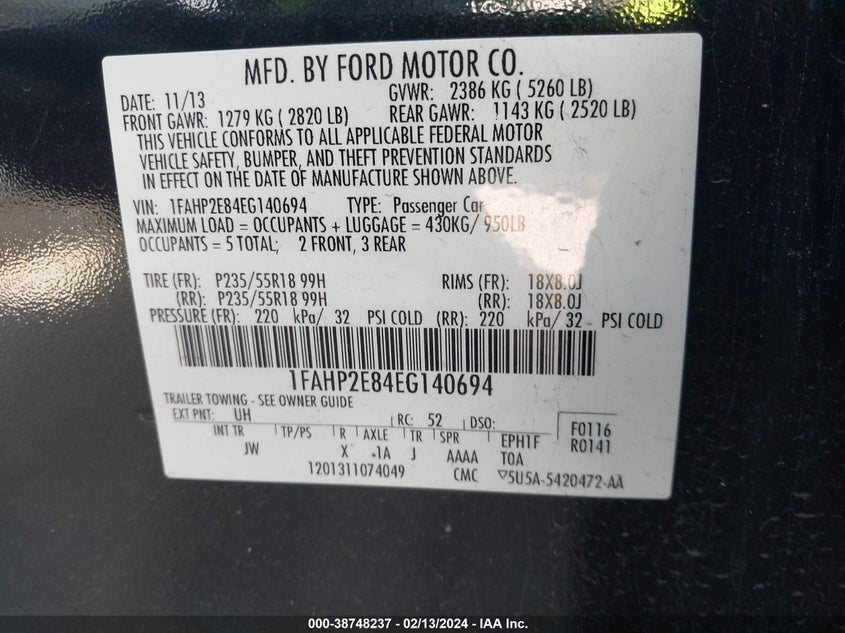 MFD. BY FORD MOTOR CO.
DATE: 11/13 GVWR: 2386 KG ( 5260 LB)
FRONT GAWR: 1279 KG ( 2820 LB) REAR GAWR: 1143 KG ( 2520 LB)
THIS VEHICLE CONFORMS TO ALL APPLICABLE FEDERAL MOTOR
VEHICLE SAFETY, BUMPER, AND THEFT PREVENTION STANDARDS
IN EFFECT ON THE DATE OF MANUFACTURE SHOWN ABOVE.
VIN: 1FAHP2E84EG140694 TYPE: Passenger Car
MAXIMUM LOAD = OCCUPANTS + LUGGAGE = 430KG/ 950LB
OCCUPANTS = 5 TOTAL; 2 FRONT, 3 REAR
TIRE (FR): P235/55R18 99H RIMS (FR): 18X8.0J
(RR): P235/55R18 99H (RR): 18X8.0J
PRESSURE (FR): 220 kPa/ 32 PSI COLD (RR): 220 kPa/ 32 PSI COLD
1FAHP2E84EG140694
TRAILER TOWING - SEE OWNER GUIDE
EXT PNT: UH RC: 52 DSO: F0116
INT TR TP/PS R AXLE TR SPR EPH1F R0141
JW X 1A J AAAA T0A
1201311074049 CMC ▽5U5A-5420472-AA
000-38748237 - 02/13/2024 - IAA Inc.